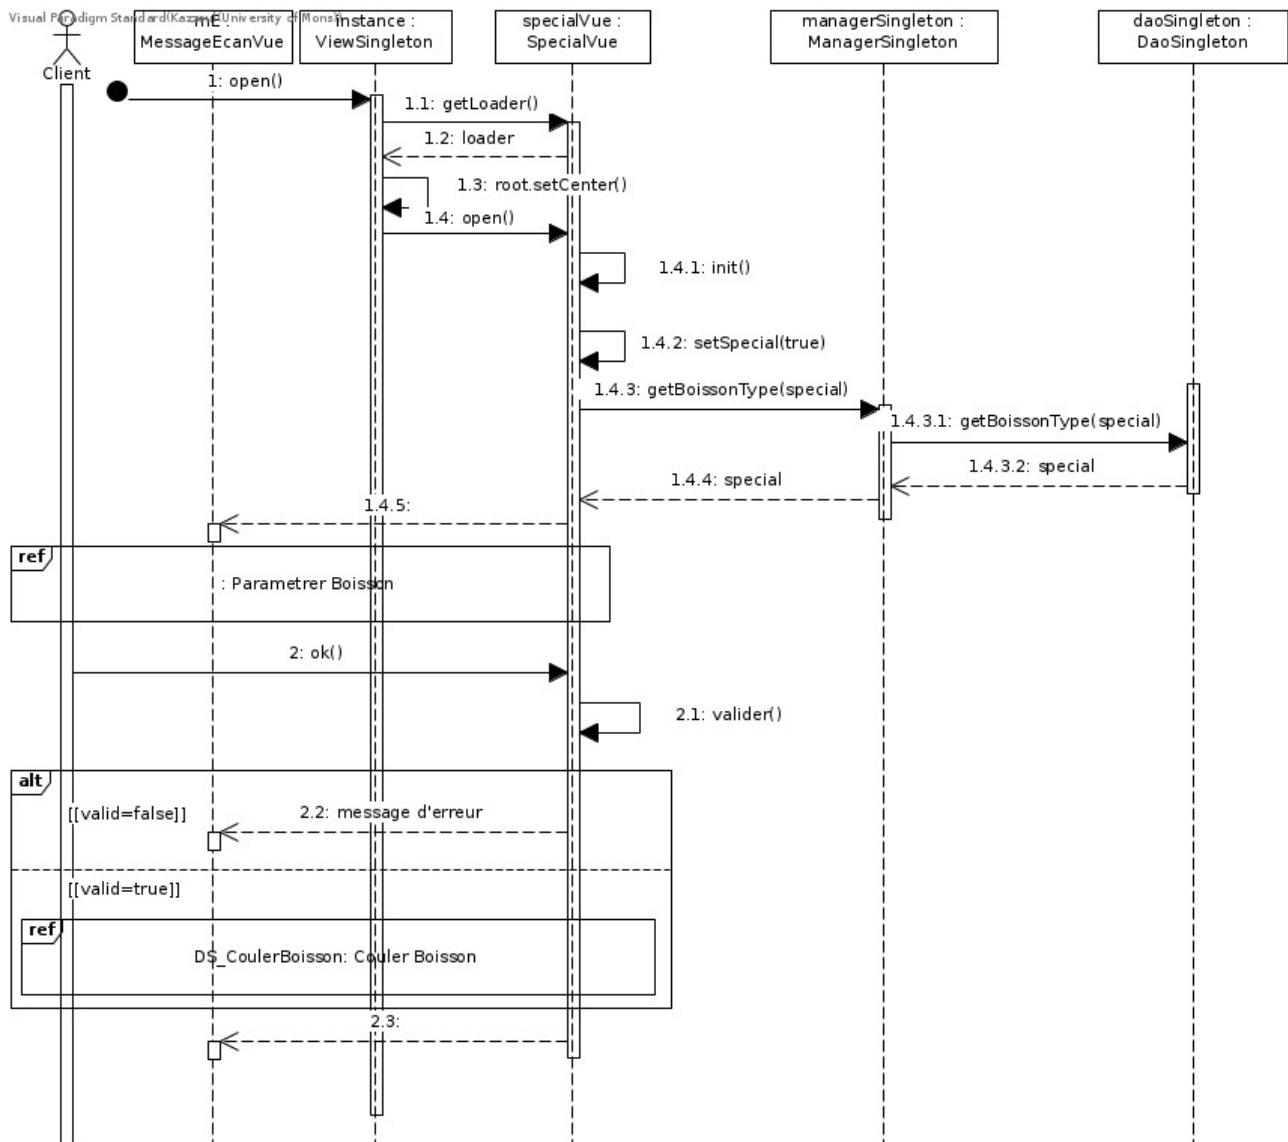 Visual Paradigm Standard(Kazzour(University of Mons))
mE :
MessageEcanVue
instance :
ViewSingleton
specialVue :
SpecialVue
managerSingleton :
ManagerSingleton
daoSingleton :
DaoSingleton
Client
1: open()
1.1: getLoader()
1.2: loader
1.3: root.setCenter()
1.4: open()
1.4.1: init()
1.4.2: setSpecial(true)
1.4.3: getBoissonType(special)
1.4.3.1: getBoissonType(special)
1.4.3.2: special
1.4.4: special
1.4.5:
ref
: Parametrer Boisson
2: ok()
2.1: valider()
alt
[[valid=false]]
2.2: message d'erreur
[[valid=true]]
ref
DS_CoulerBoisson: Couler Boisson
2.3: